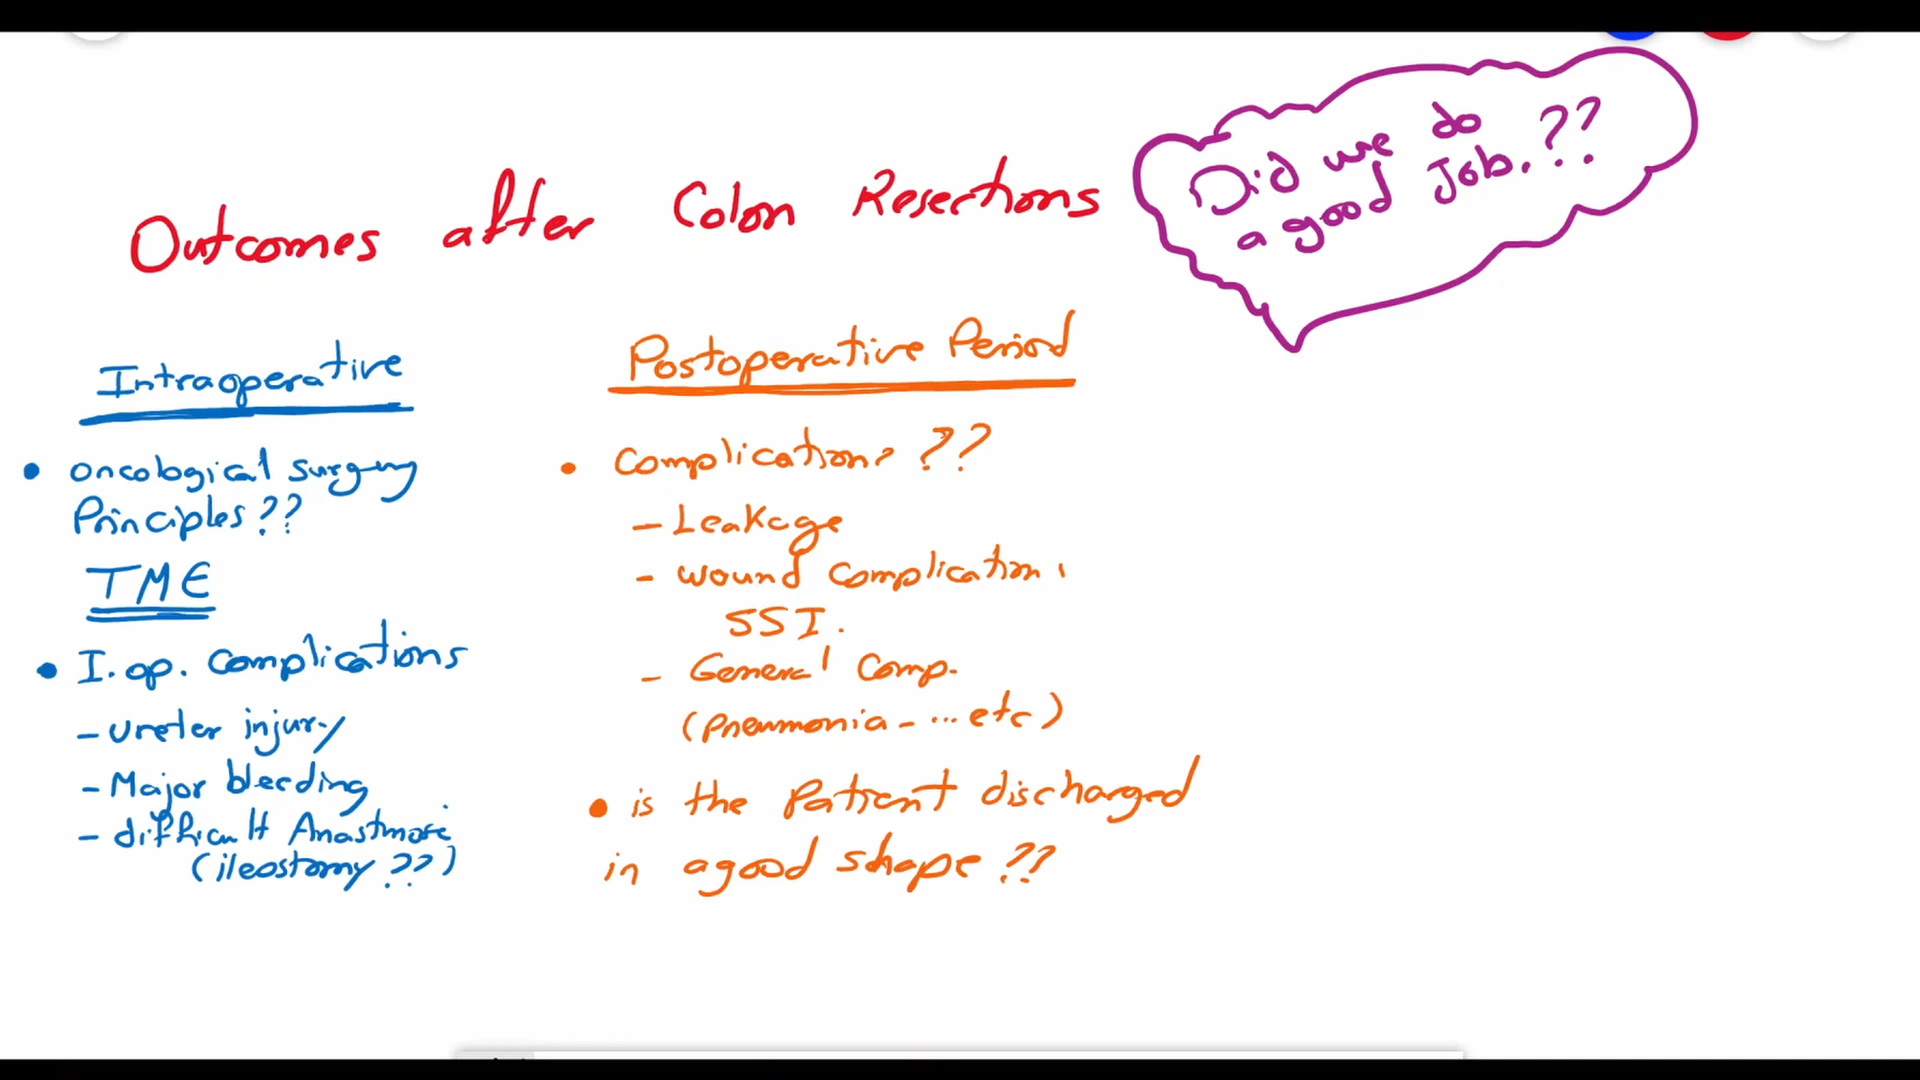 Outcomes after Colon Resections
Did we do
a good Job.??
Intraoperative
• oncological surgery
Principles??
TME
• I. op. Complications
- ureter injury
- Major bleeding
- difficult Anastmosis
(ileostomy ??)
Postoperative Period
• Complications ??
- Leakage
- wound Complication
SSI.
- General Comp.
(pneumonia - ... etc)
• is the Patient discharged
in a good shape ??